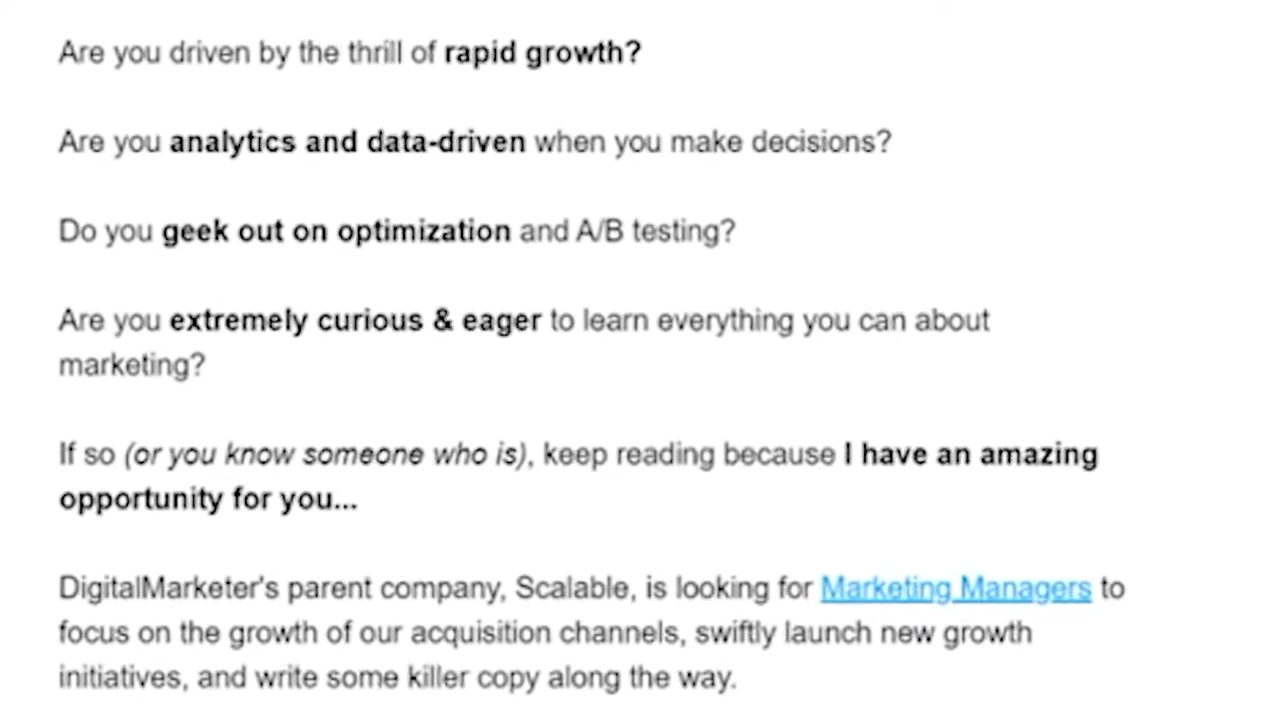 Are you driven by the thrill of rapid growth?
Are you analytics and data-driven when you make decisions?
Do you geek out on optimization and A/B testing?
Are you extremely curious & eager to learn everything you can about
marketing?
If so (or you know someone who is), keep reading because I have an amazing
opportunity for you...
DigitalMarketer's parent company, Scalable, is looking for Marketing Managers to
focus on the growth of our acquisition channels, swiftly launch new growth
initiatives, and write some killer copy along the way.